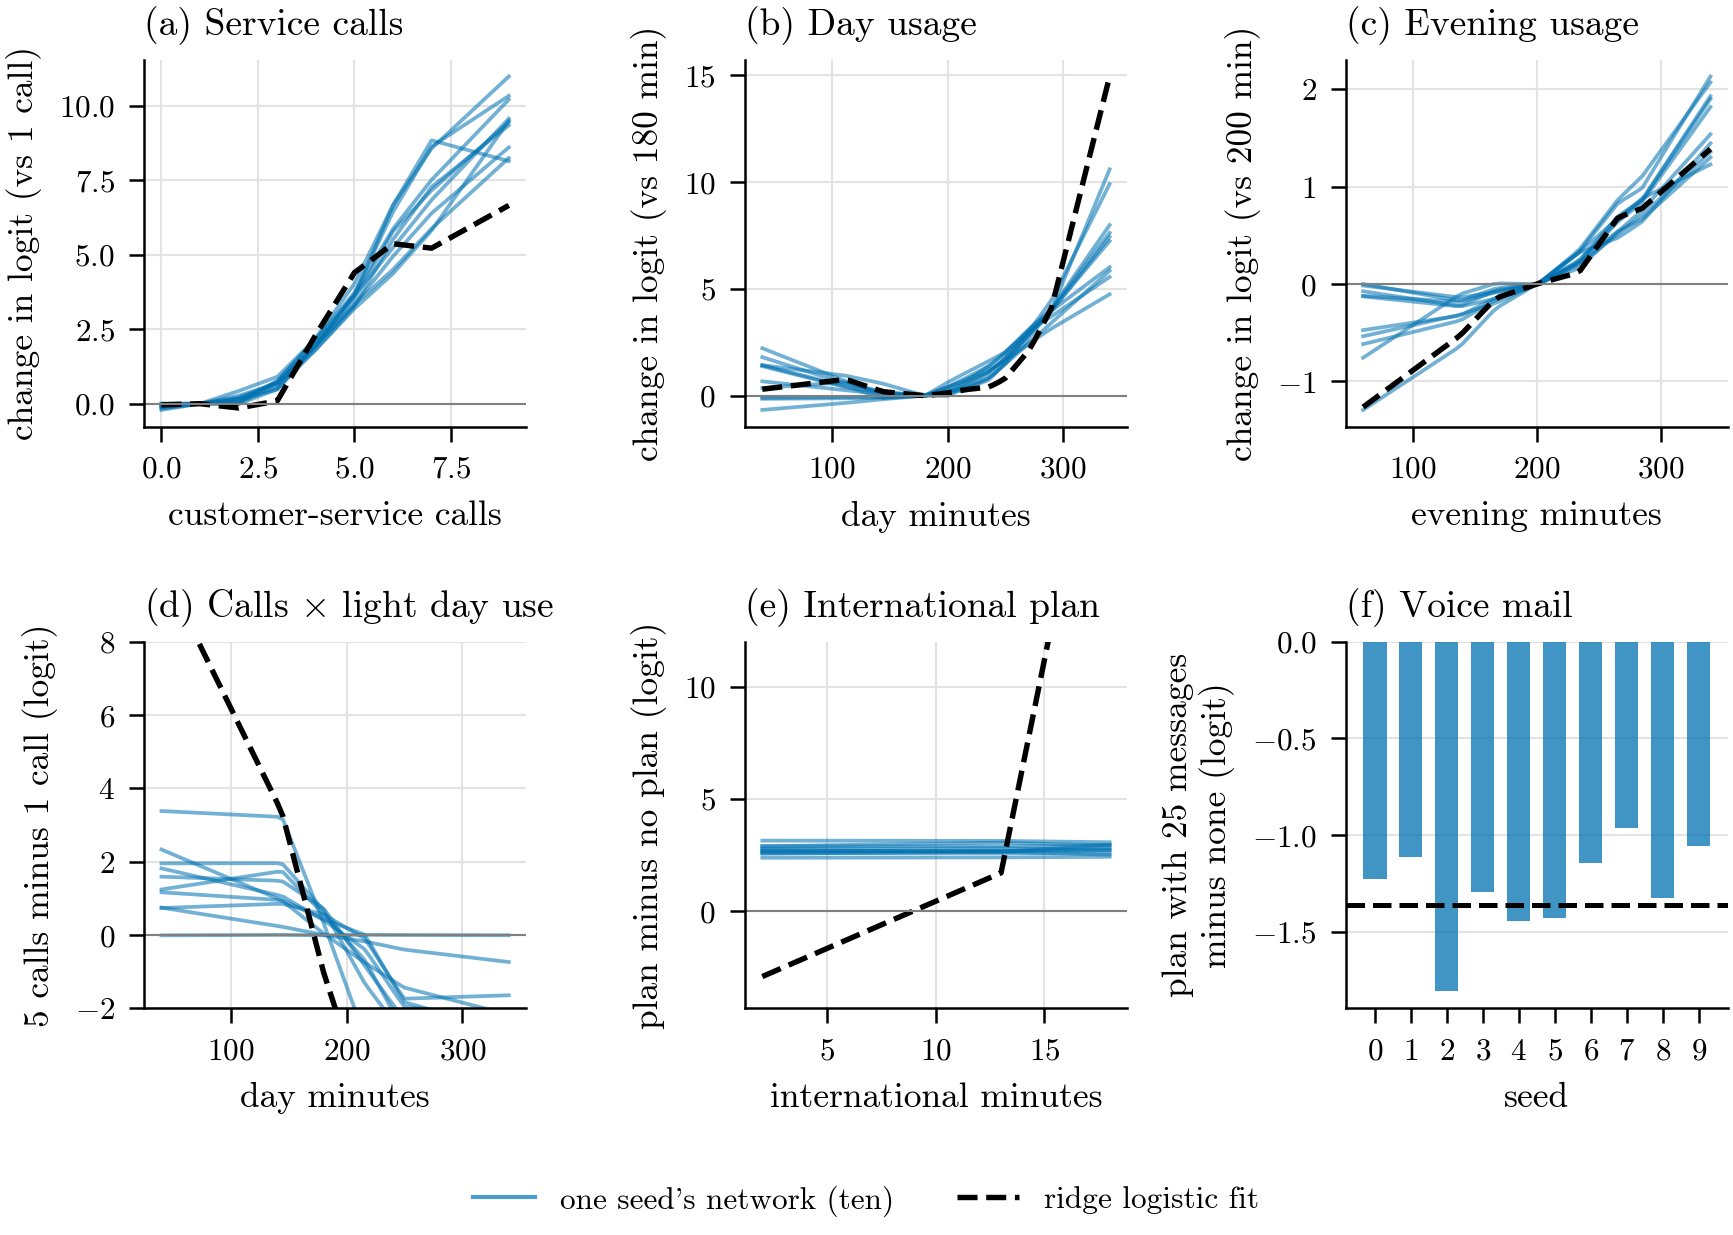 (a) Service calls
change in logit (vs 1 call)
10.0
7.5
5.0
2.5
0.0
0.0 2.5 5.0 7.5
customer-service calls
(b) Day usage
change in logit (vs 180 min)
15
10
5
0
100 200 300
day minutes
(c) Evening usage
change in logit (vs 200 min)
2
1
0
−1
100 200 300
evening minutes
(d) Calls × light day use
5 calls minus 1 call (logit)
8
6
4
2
0
−2
100 200 300
day minutes
(e) International plan
plan minus no plan (logit)
10
5
0
5 10 15
international minutes
(f) Voice mail
plan with 25 messages
minus none (logit)
0.0
−0.5
−1.0
−1.5
0 1 2 3 4 5 6 7 8 9
seed
one seed's network (ten)
ridge logistic fit